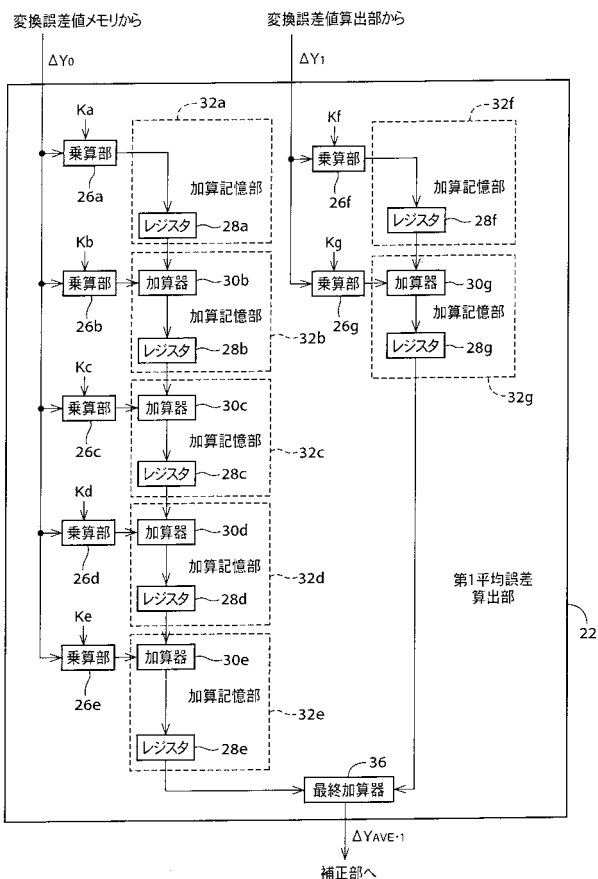 変換誤差値メモリから
変換誤差値算出部から
ΔY0
ΔY1
32a
32f
Ka
Kf
乗算部
乗算部
26a
加算記憶部
26f
加算記憶部
レジスタ
28a
レジスタ
28f
Kb
Kg
乗算部
加算器
30b
乗算部
加算器
30g
26b
加算記憶部
26g
加算記憶部
32b
レジスタ
28b
レジスタ
28g
32g
Kc
乗算部
加算器
30c
26c
加算記憶部
32c
レジスタ
28c
Kd
乗算部
加算器
30d
26d
加算記憶部
32d
レジスタ
28d
第1平均誤差
算出部
22
Ke
乗算部
加算器
30e
26e
加算記憶部
32e
レジスタ
28e
36
最終加算器
ΔYAVE·1
補正部へ